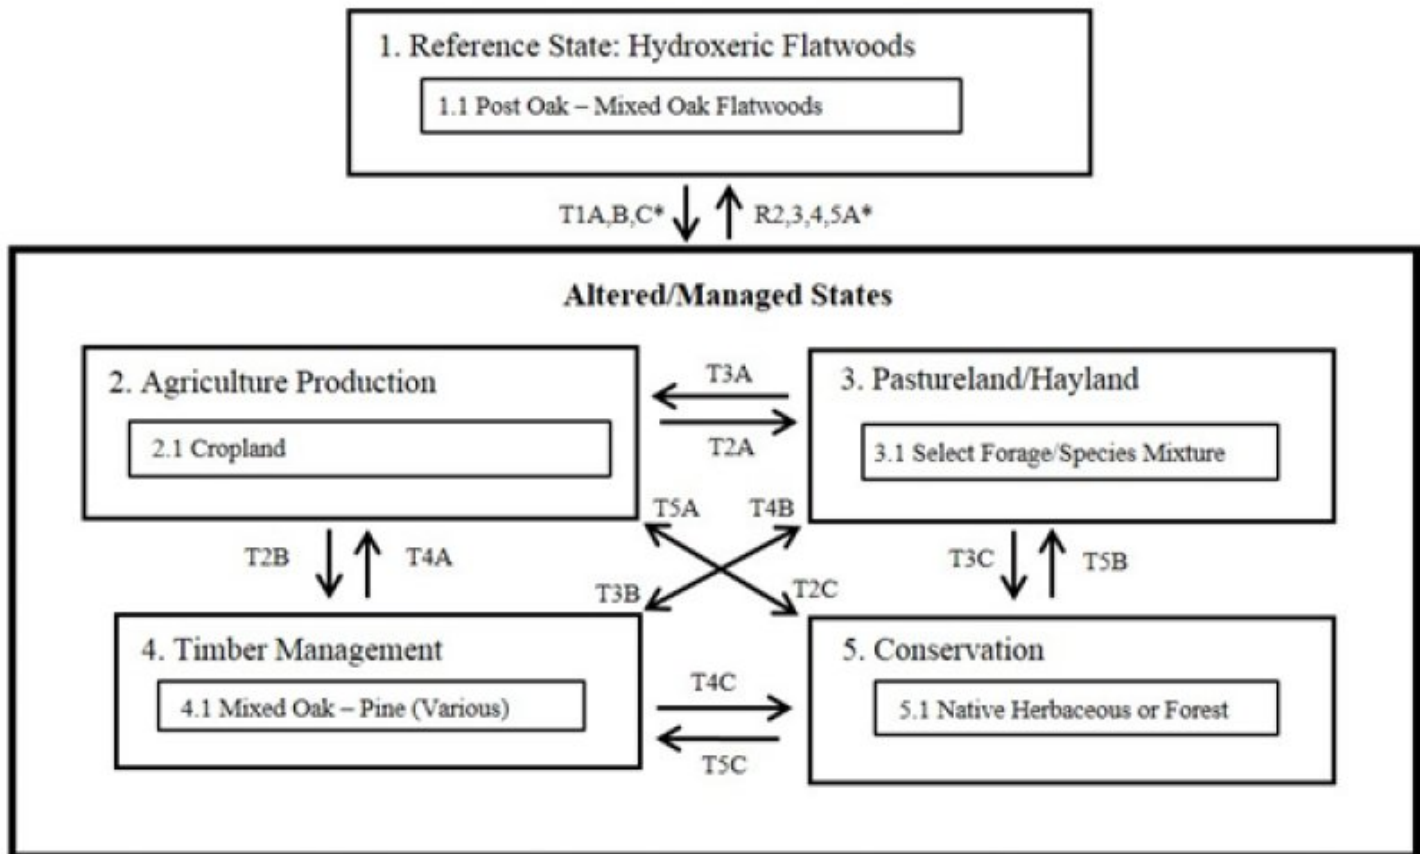 1. Reference State: Hydroxeric Flatwoods
1.1 Post Oak – Mixed Oak Flatwoods
T1A,B,C*
R2,3,4,5A*
Altered/Managed States
2. Agriculture Production
2.1 Cropland
T3A
T2A
3. Pastureland/Hayland
3.1 Select Forage/Species Mixture
T5A
T4B
T2B
T4A
T3C
T5B
T3B
T2C
4. Timber Management
4.1 Mixed Oak – Pine (Various)
T4C
T5C
5. Conservation
5.1 Native Herbaceous or Forest